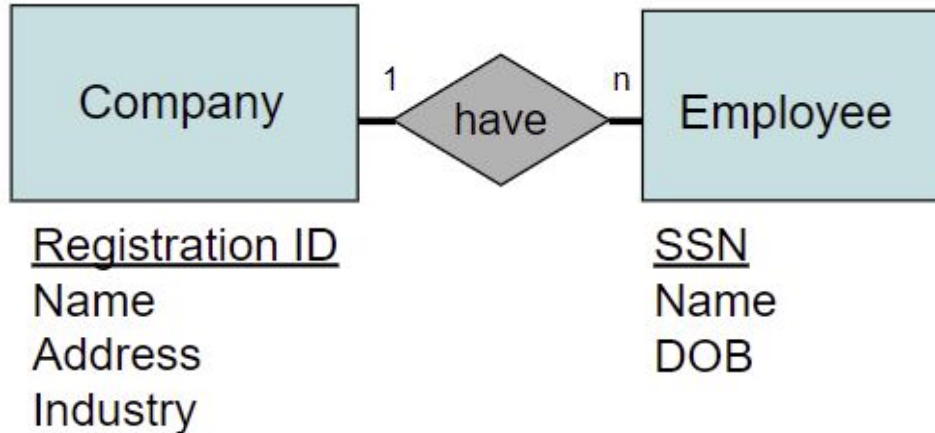 Company
1
have
n
Employee
Registration ID
Name
Address
Industry
SSN
Name
DOB